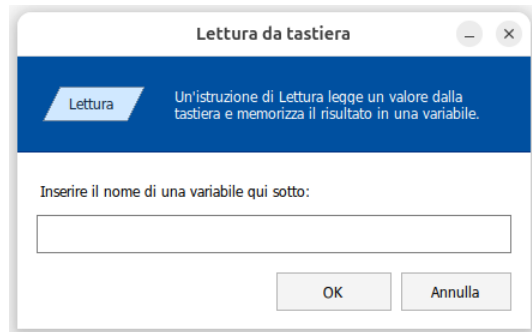 Lettura da tastiera
Lettura
Un'istruzione di Lettura legge un valore dalla
tastiera e memorizza il risultato in una variabile.
Inserire il nome di una variabile qui sotto:
OK
Annulla